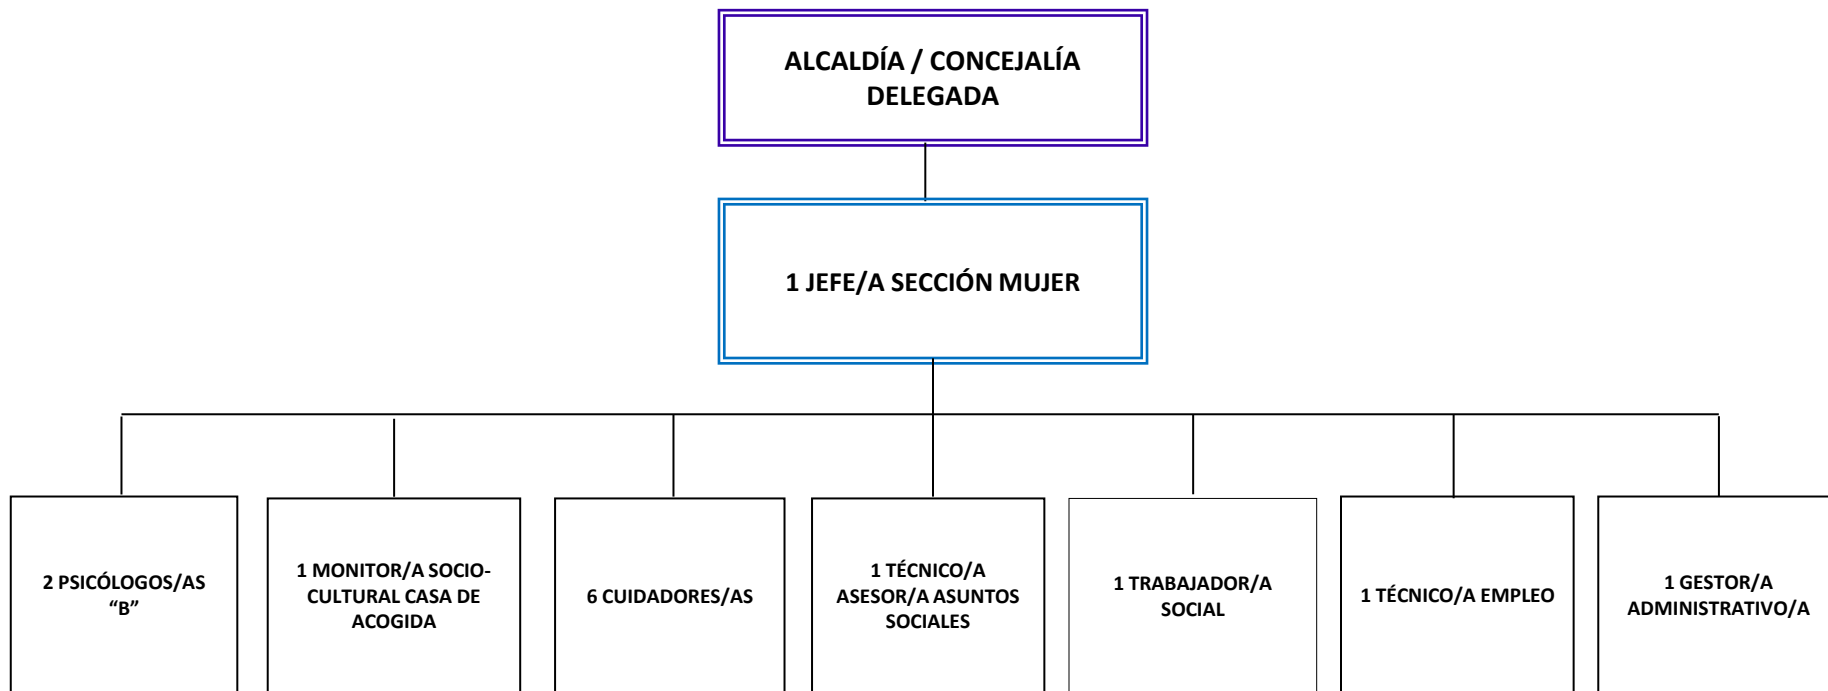 ALCALDÍA / CONCEJALÍA
DELEGADA
1 JEFE/A SECCIÓN MUJER
2 PSICÓLOGOS/AS
“B”
1 MONITOR/A SOCIO-
CULTURAL CASA DE
ACOGIDA
6 CUIDADORES/AS
1 TÉCNICO/A
ASESOR/A ASUNTOS
SOCIALES
1 TRABAJADOR/A
SOCIAL
1 TÉCNICO/A EMPLEO
1 GESTOR/A
ADMINISTRATIVO/A